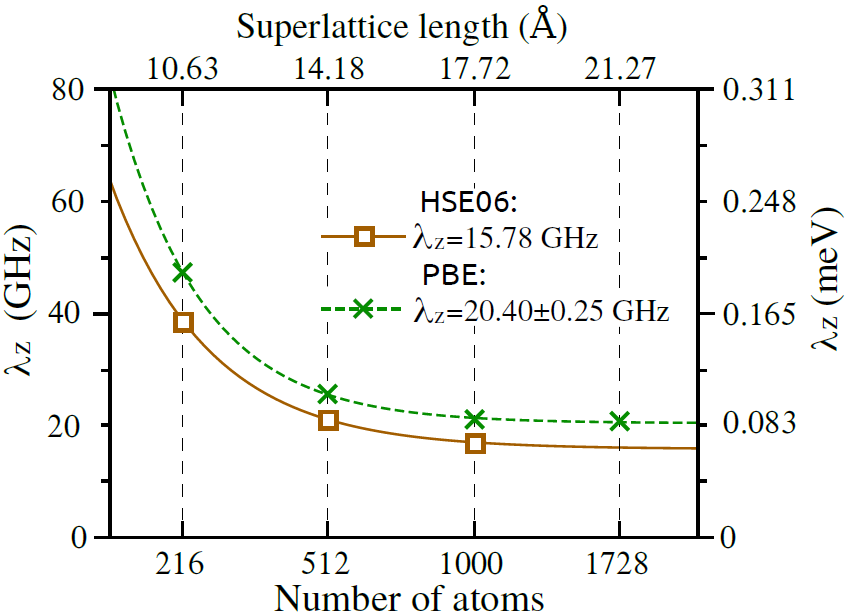 Superlattice length (Å)
10.63 14.18 17.72 21.27
80 0.311
60 0.248
40 0.165
20 0.083
0 0
λz (GHz)
λz (meV)
HSE06:
λz=15.78 GHz
PBE:
λz=20.40±0.25 GHz
216 512 1000 1728
Number of atoms